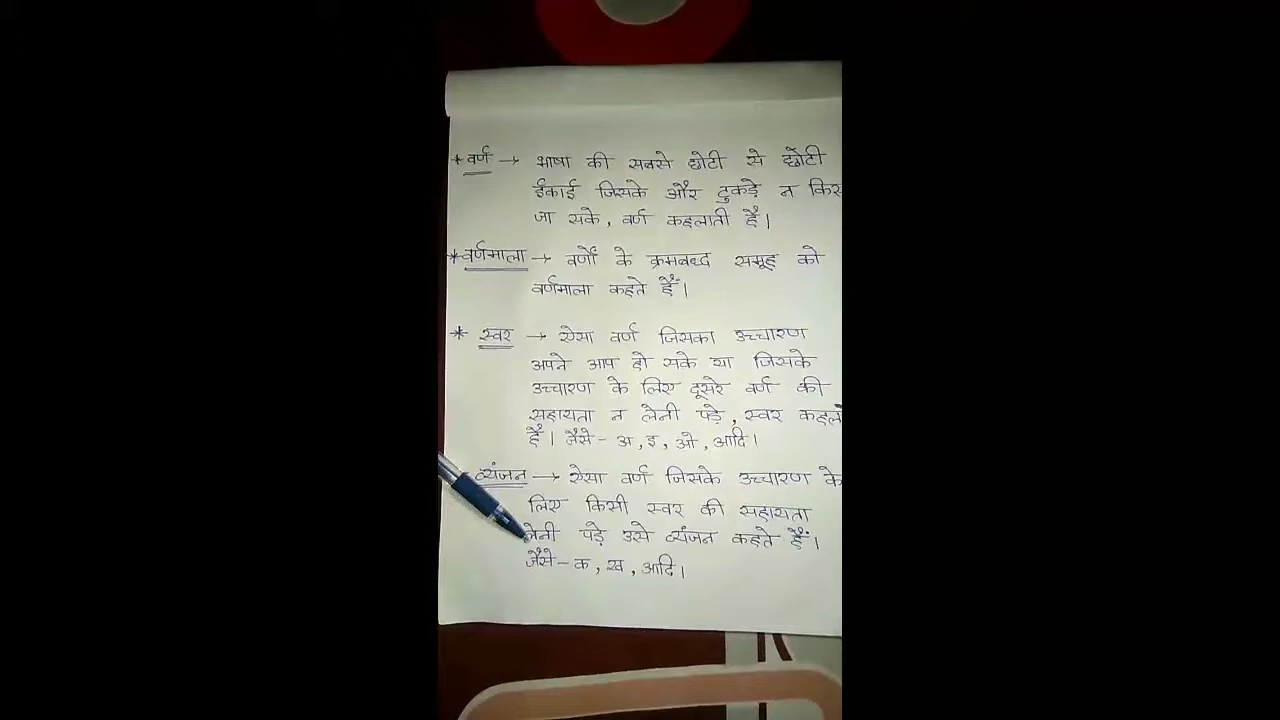 * वर्ण → भाषा की सबसे छोटी से छोटी
ईकाई जिसके और टुकड़े न
जा सके, वर्ण कहलाती है।
* वर्णमाला → वर्णों के क्रमबध्द समूह को
वर्णमाला कहते हैं।
* स्वर → ऐसा वर्ण जिसका उच्चारण
अपने आप हो सके या जिसके
उच्चारण के लिए दूसरे वर्ण की
सहायता न लेनी पड़े, स्वर
है। जैसे - अ, इ, ओ, आदि।
व्यंजन → ऐसा वर्ण जिसके उच्चारण के
लिए किसी स्वर की सहायता
लेनी पड़े उसे व्यंजन कहते हैं।
जैसे - क, ख, आदि।